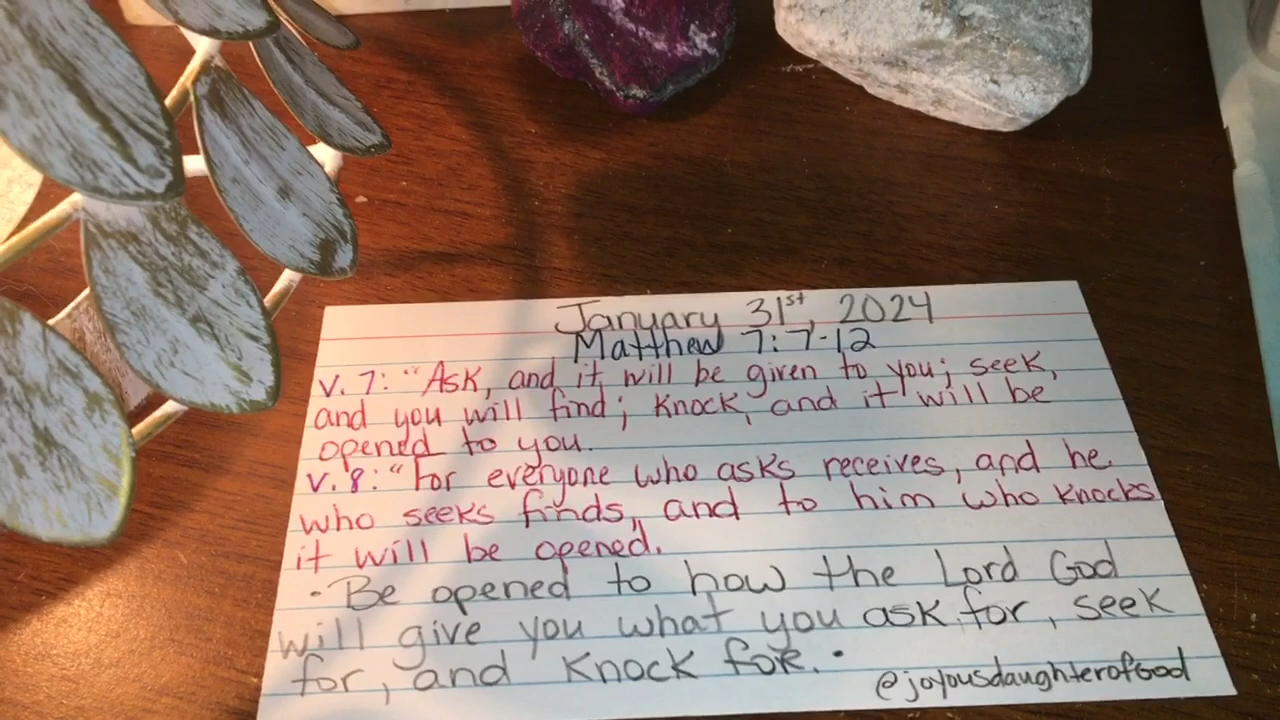 January 31st, 2024
Matthew 7:7-12
v. 7: "Ask, and it will be given to you; seek,
and you will find; knock, and it will be
opened to you.
v. 8: "For everyone who asks receives, and he
who seeks finds, and to him who knocks
it will be opened.
· Be opened to how the Lord God
will give you what you ask for, seek
for, and knock for. ·
@joyousdaughterofGod